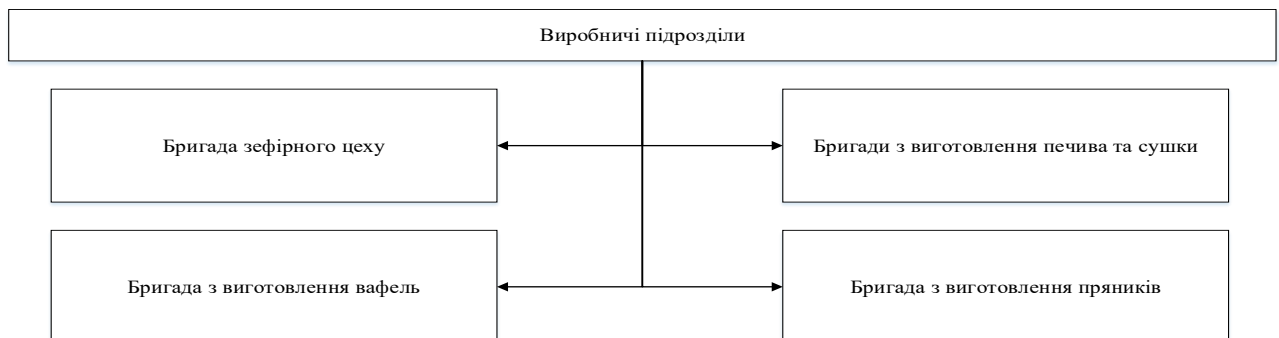 Виробничі підрозділи
Бригада зефірного цеху
Бригади з виготовлення печива та сушки
Бригада з виготовлення вафель
Бригада з виготовлення пряників